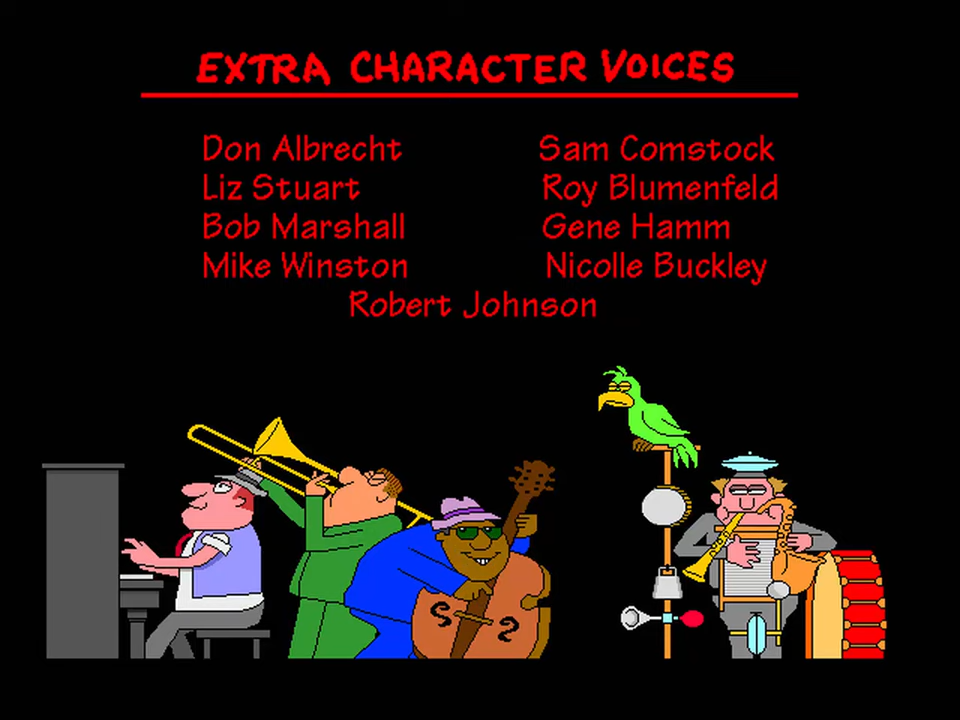 EXTRA CHARACTER VOICES
Don Albrecht Sam Comstock
Liz Stuart Roy Blumenfeld
Bob Marshall Gene Hamm
Mike Winston Nicolle Buckley
Robert Johnson